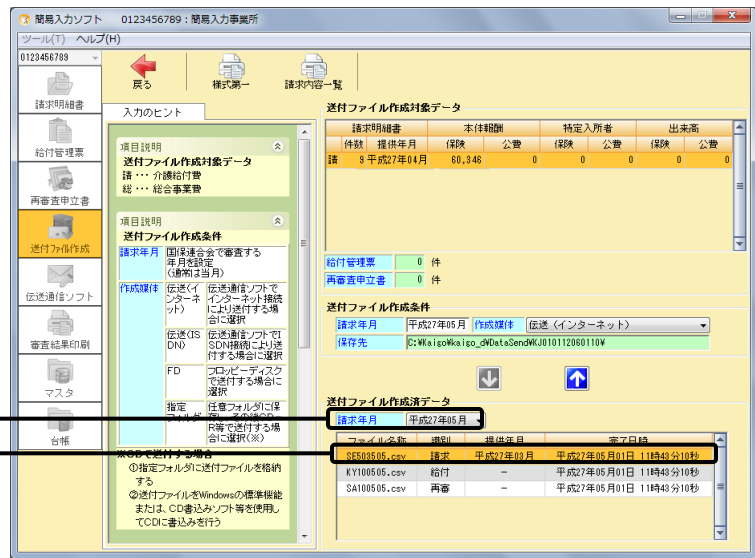 簡易入力ソフト 0123456789：簡易入力事業所
ツール(T) ヘルプ(H)
0123456789
請求明細書
給付管理票
再審査申立書
送付ﾌｧｲﾙ作成
伝送通信ソフト
審査結果印刷
マスタ
台帳
戻る 様式第一 請求内容一覧
入力のヒント
項目説明
送付ファイル作成対象データ
請・・・介護給付費
総・・・総合事業費
項目説明
送付ファイル作成条件
請求年月 国保連合会で審査する
年月を設定
(通常は当月)
作成媒体 伝送(イ
ンターネ
ット)
伝送通信ソフトで
インターネット接続
により送付する場
合に選択
伝送(IS
DN)
伝送通信ソフトでI
SDN接続により送
付する場合に選択
FD
フロッピーディスク
で送付する場合に
選択
指定
任意フォルダに保
R等で送付する場
合に選択(※)
※CDで送付する場合
①指定フォルダに送付ファイルを格納
する
②送付ファイルをWindowsの標準機能
または、CD書込みソフト等を使用し
てCDに書込みを行う
送付ファイル作成対象データ
請求明細書 本体報酬 特定入所者 出来高
件数 提供年月 保険 公費 保険 公費 保険 公費
請 9 平成27年04月 60,346 0 0 0 0 0
給付管理票 0 件
再審査申立書 0 件
送付ファイル作成条件
請求年月 平成27年05月 作成媒体 伝送（インターネット）
保存先 C:¥Kaigo¥kaigo_d¥DataSend¥KJ010112060110¥
送付ファイル作成済データ
請求年月 平成27年05月
ファイル名称 識別 提供年月 完了日時
SE503505.csv 請求 平成27年03月 平成27年05月01日 11時43分10秒
KY100505.csv 給付 － 平成27年05月01日 11時43分10秒
SA100505.csv 再審 － 平成27年05月01日 11時43分10秒